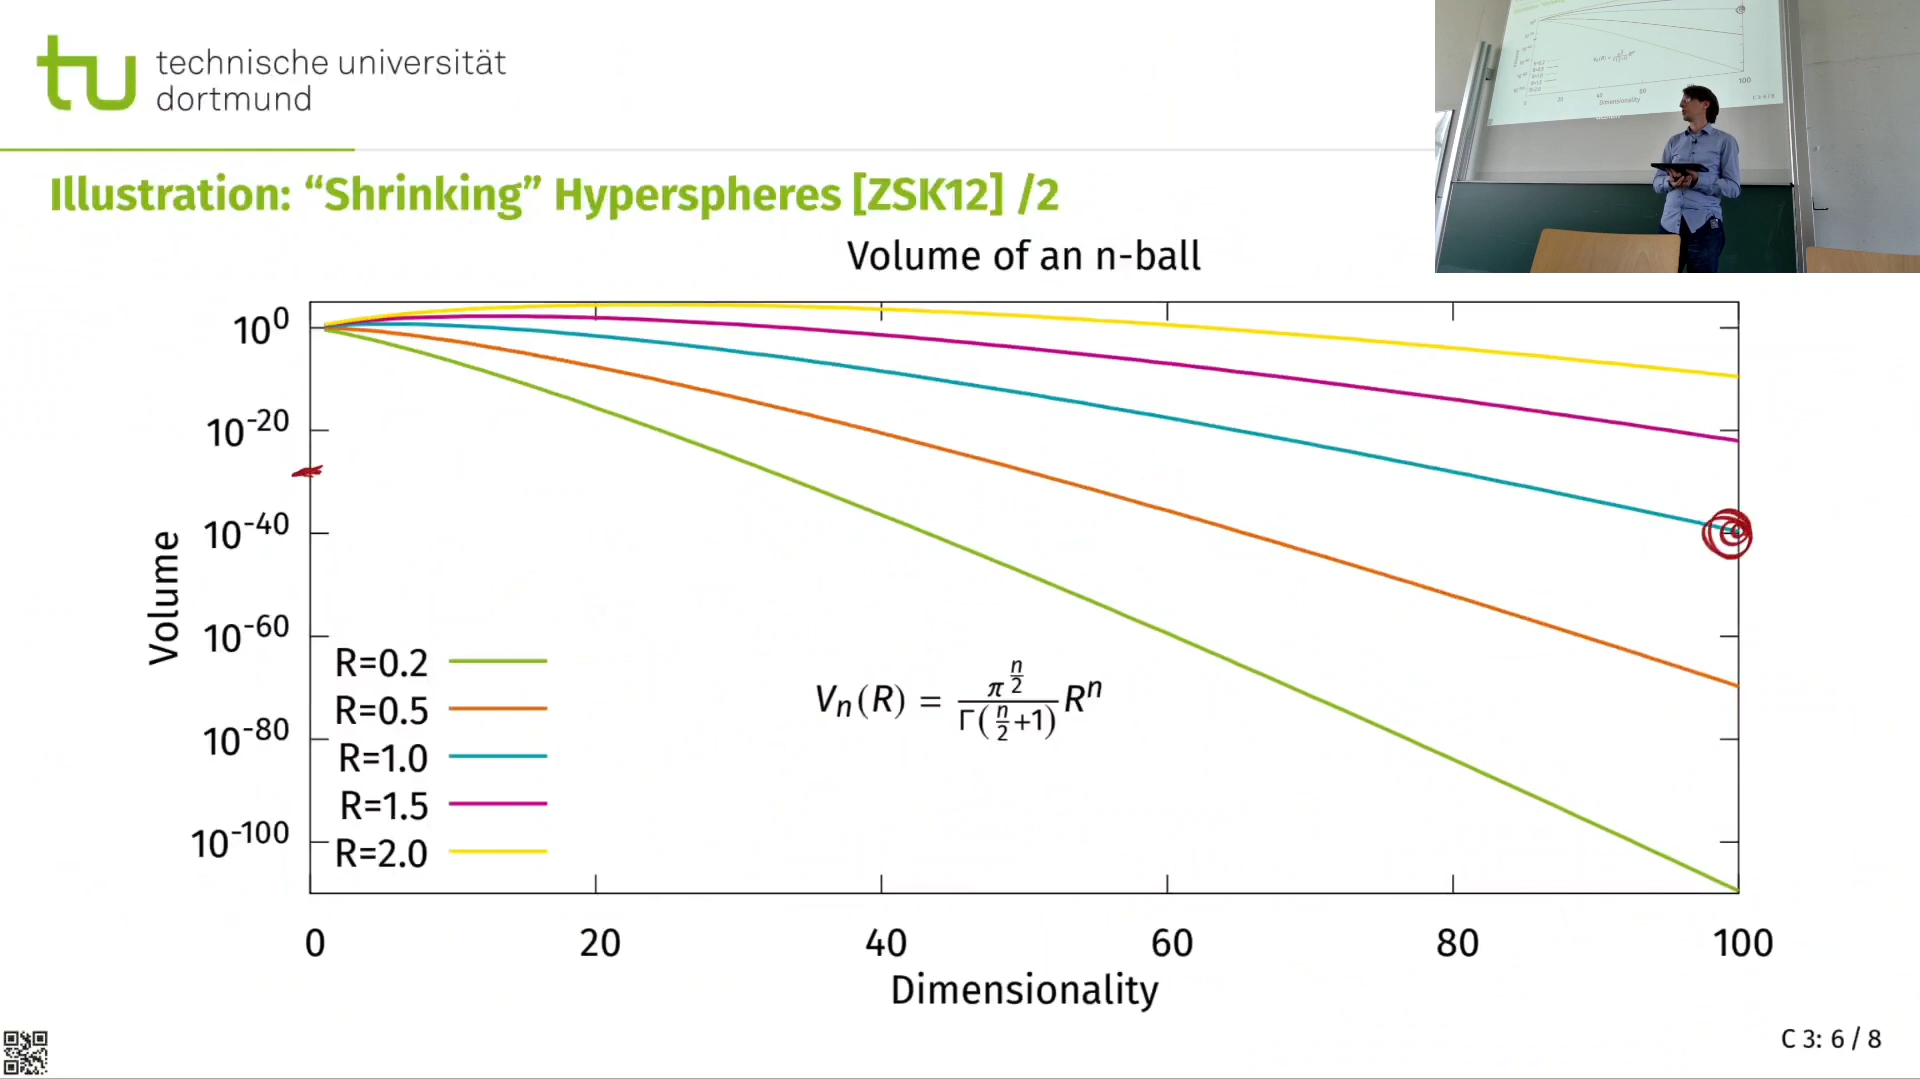 technische universität
dortmund
Illustration: “Shrinking” Hyperspheres [ZSK12] /2
Volume of an n-ball
10^0
10^-20
10^-40
10^-60
10^-80
10^-100
Volume
R=0.2
R=0.5
R=1.0
R=1.5
R=2.0
V_n(R) = π^(n/2) / Γ(n/2+1) R^n
0 20 40 60 80 100
Dimensionality
C 3: 6 / 8